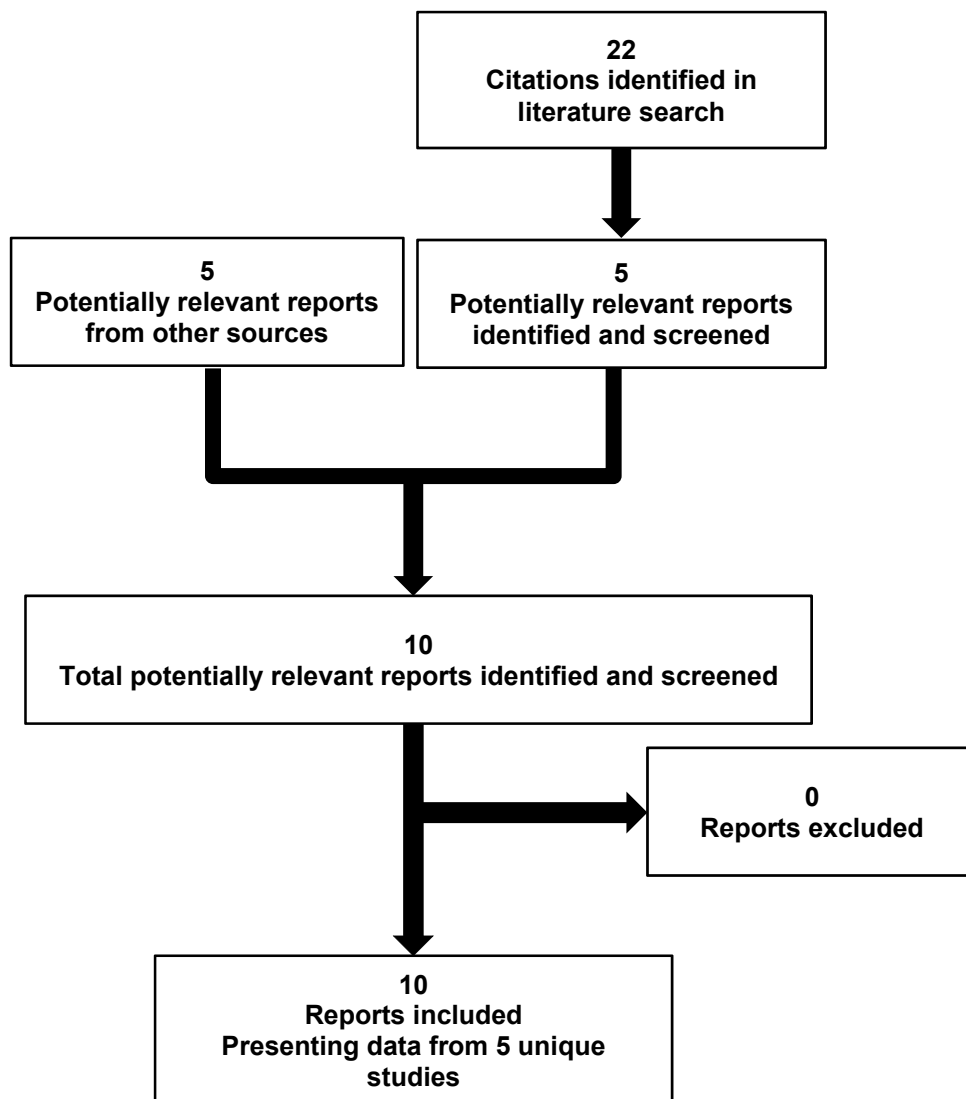 22
Citations identified in
literature search
5
Potentially relevant reports
from other sources
5
Potentially relevant reports
identified and screened
10
Total potentially relevant reports identified and screened
0
Reports excluded
10
Reports included
Presenting data from 5 unique
studies